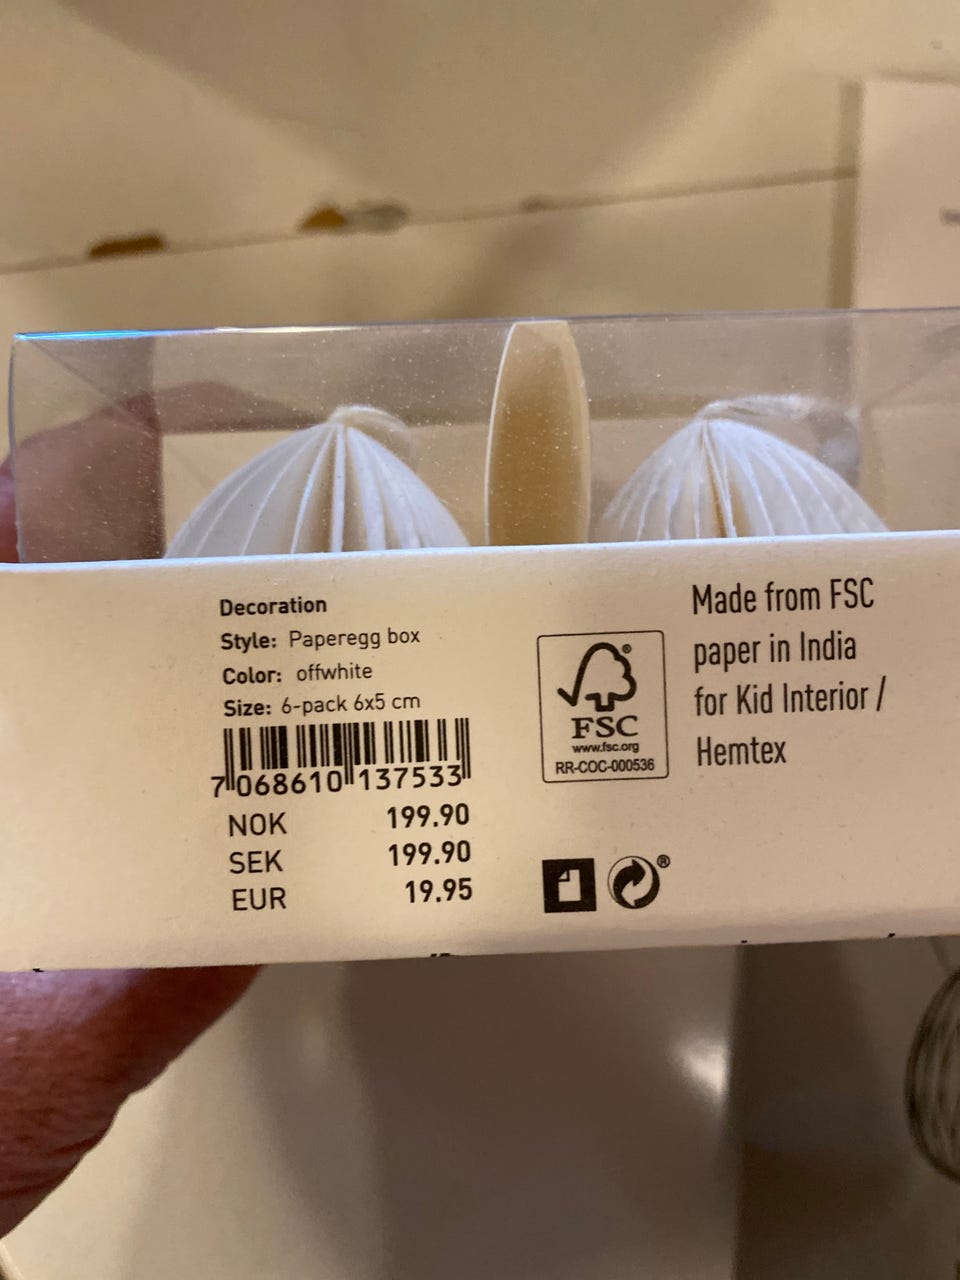 Decoration
Style: Paperegg box
Color: offwhite
Size: 6-pack 6x5 cm
7 068610 137533
NOK 199.90
SEK 199.90
EUR 19.95
®
FSC
www.fsc.org
RR-COC-000536
Made from FSC
paper in India
for Kid Interior /
Hemtex
®